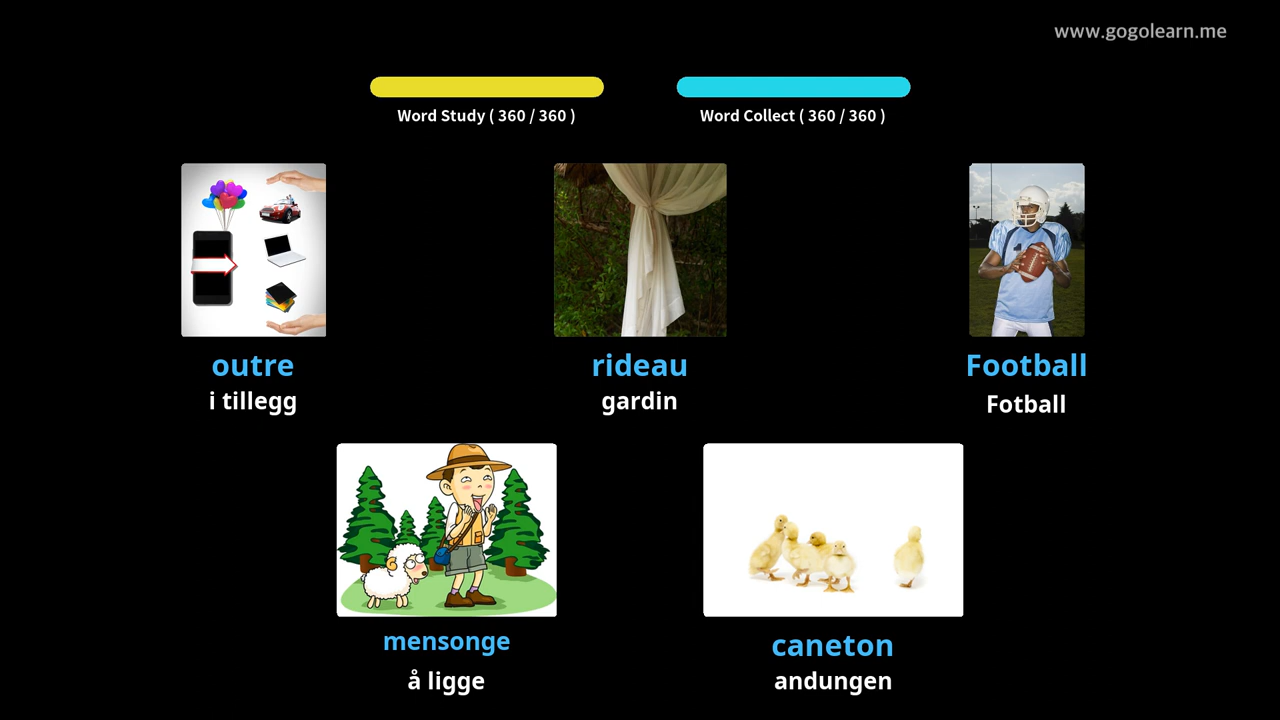 www.gogolearn.me
Word Study ( 360 / 360 )
Word Collect ( 360 / 360 )
outre
i tillegg
rideau
gardin
Football
Fotball
mensonge
å ligge
caneton
andungen